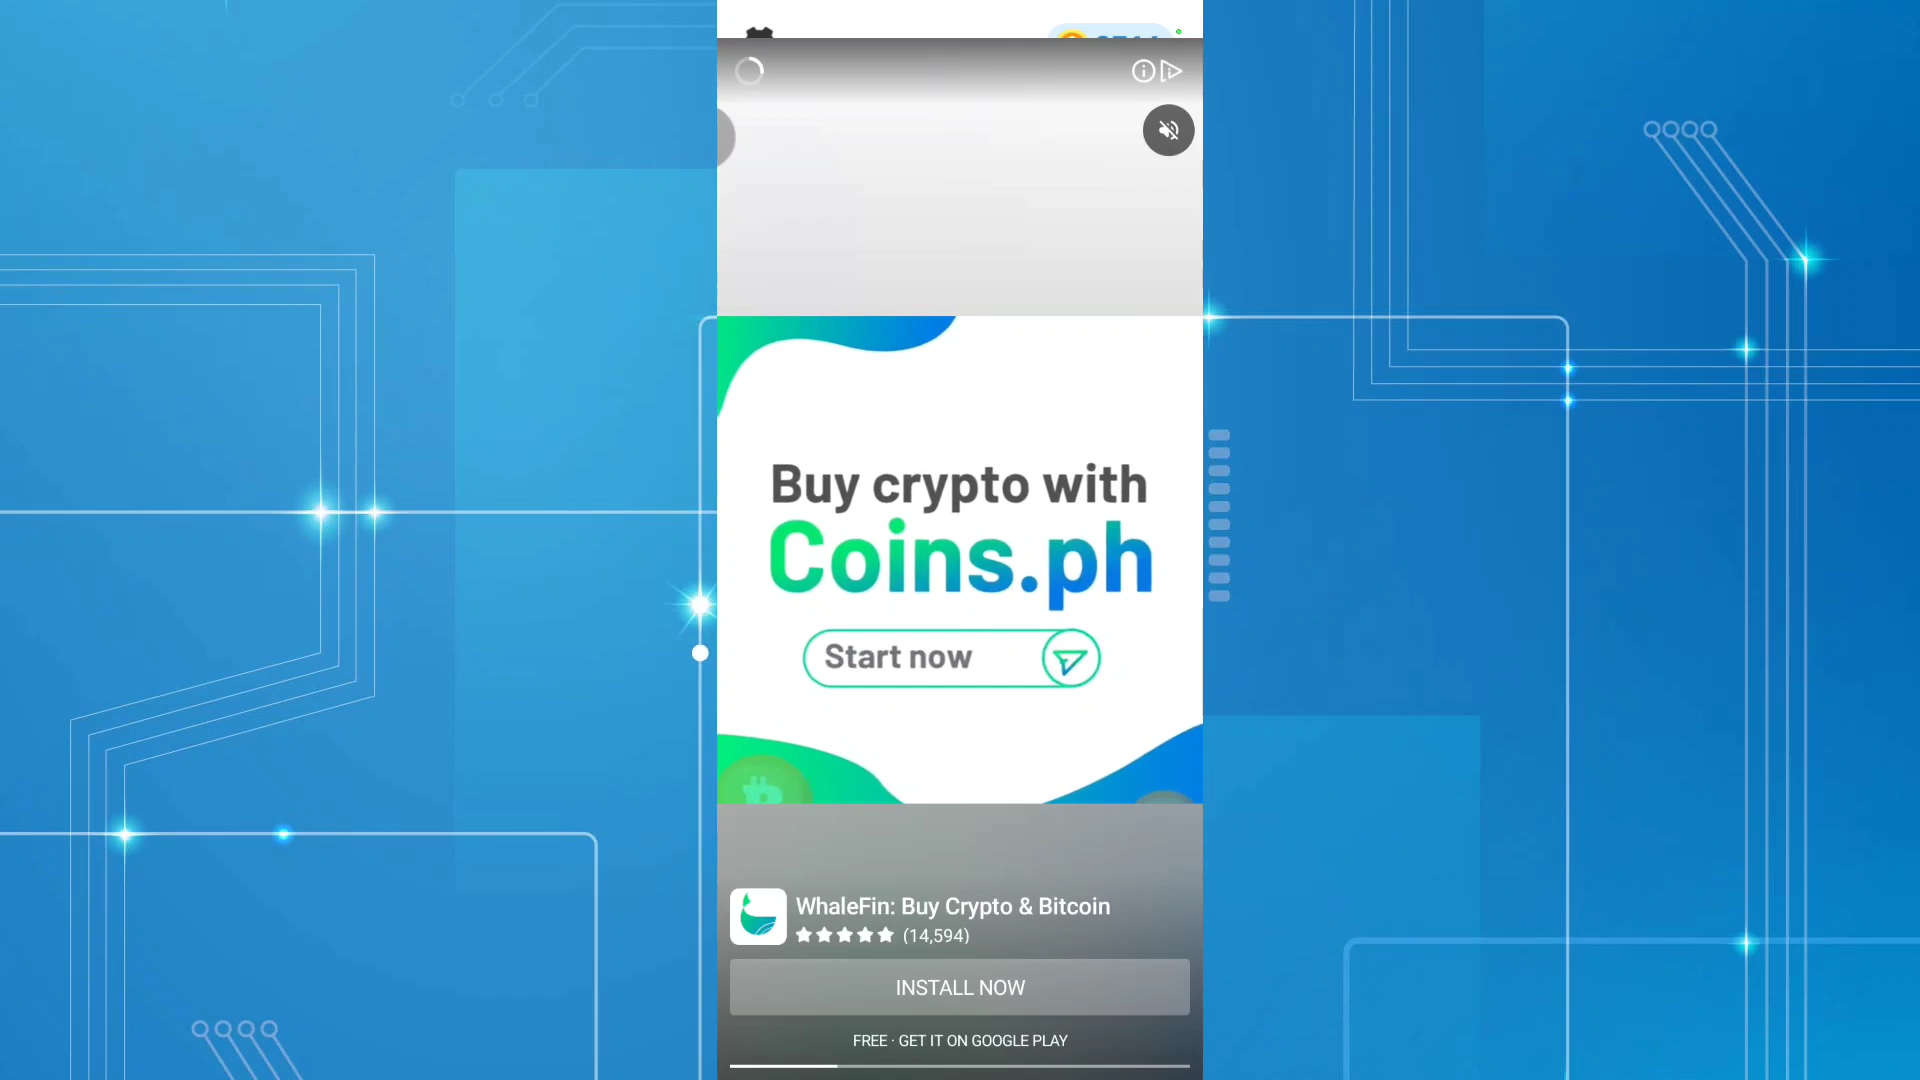 Buy crypto with
Coins.ph
Start now
WhaleFin: Buy Crypto & Bitcoin
(14,594)
INSTALL NOW
FREE · GET IT ON GOOGLE PLAY